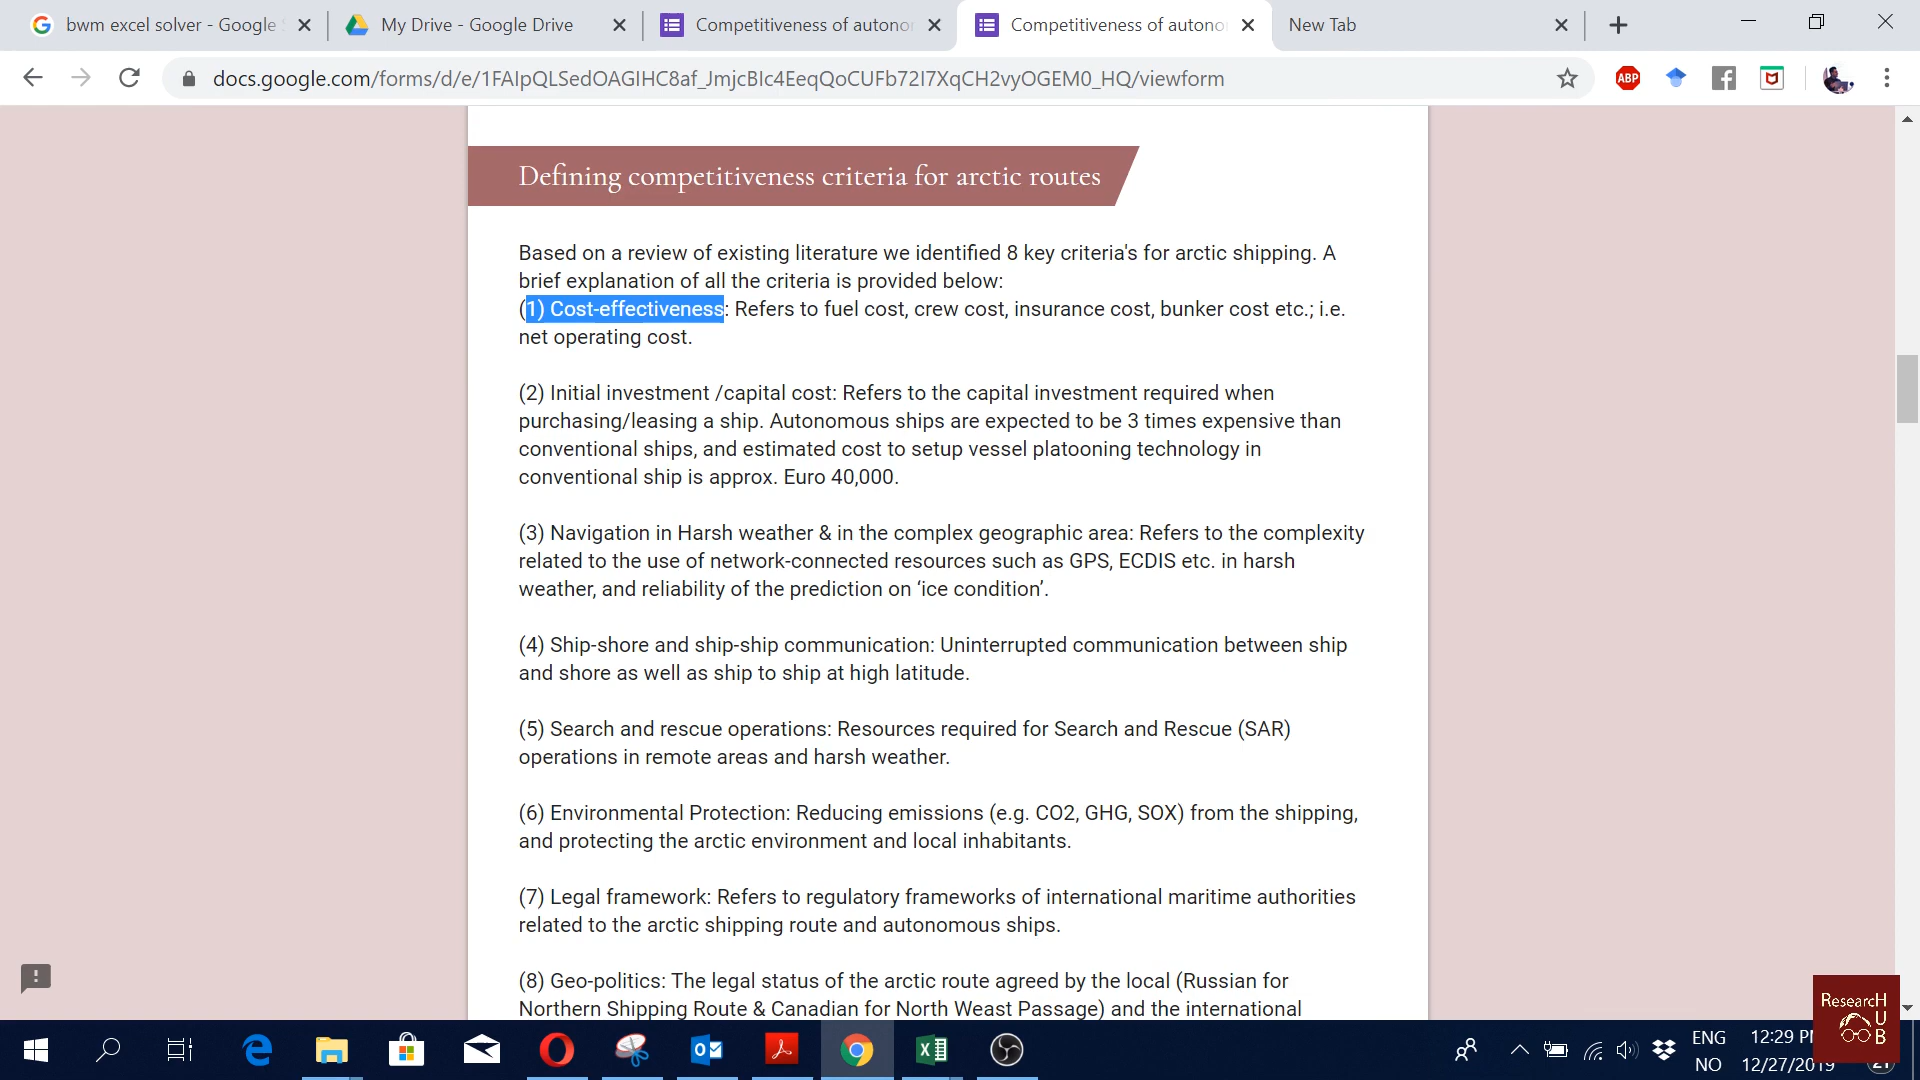 bwm excel solver - Google
My Drive - Google Drive
Competitiveness of autono
Competitiveness of autono
New Tab
docs.google.com/forms/d/e/1FAIpQLSedOAGIHC8af_JmjcBIc4EeqQoCUFb72I7XqCH2vyOGEM0_HQ/viewform
ABP
Defining competitiveness criteria for arctic routes
Based on a review of existing literature we identified 8 key criteria's for arctic shipping. A
brief explanation of all the criteria is provided below:
(1) Cost-effectiveness: Refers to fuel cost, crew cost, insurance cost, bunker cost etc.; i.e.
net operating cost.
(2) Initial investment /capital cost: Refers to the capital investment required when
purchasing/leasing a ship. Autonomous ships are expected to be 3 times expensive than
conventional ships, and estimated cost to setup vessel platooning technology in
conventional ship is approx. Euro 40,000.
(3) Navigation in Harsh weather & in the complex geographic area: Refers to the complexity
related to the use of network-connected resources such as GPS, ECDIS etc. in harsh
weather, and reliability of the prediction on ‘ice condition’.
(4) Ship-shore and ship-ship communication: Uninterrupted communication between ship
and shore as well as ship to ship at high latitude.
(5) Search and rescue operations: Resources required for Search and Rescue (SAR)
operations in remote areas and harsh weather.
(6) Environmental Protection: Reducing emissions (e.g. CO2, GHG, SOX) from the shipping,
and protecting the arctic environment and local inhabitants.
(7) Legal framework: Refers to regulatory frameworks of international maritime authorities
related to the arctic shipping route and autonomous ships.
(8) Geo-politics: The legal status of the arctic route agreed by the local (Russian for
Northern Shipping Route & Canadian for North Weast Passage) and the international
ResearcH
U
B
ENG
NO
12:29 P
12/27/2019
21